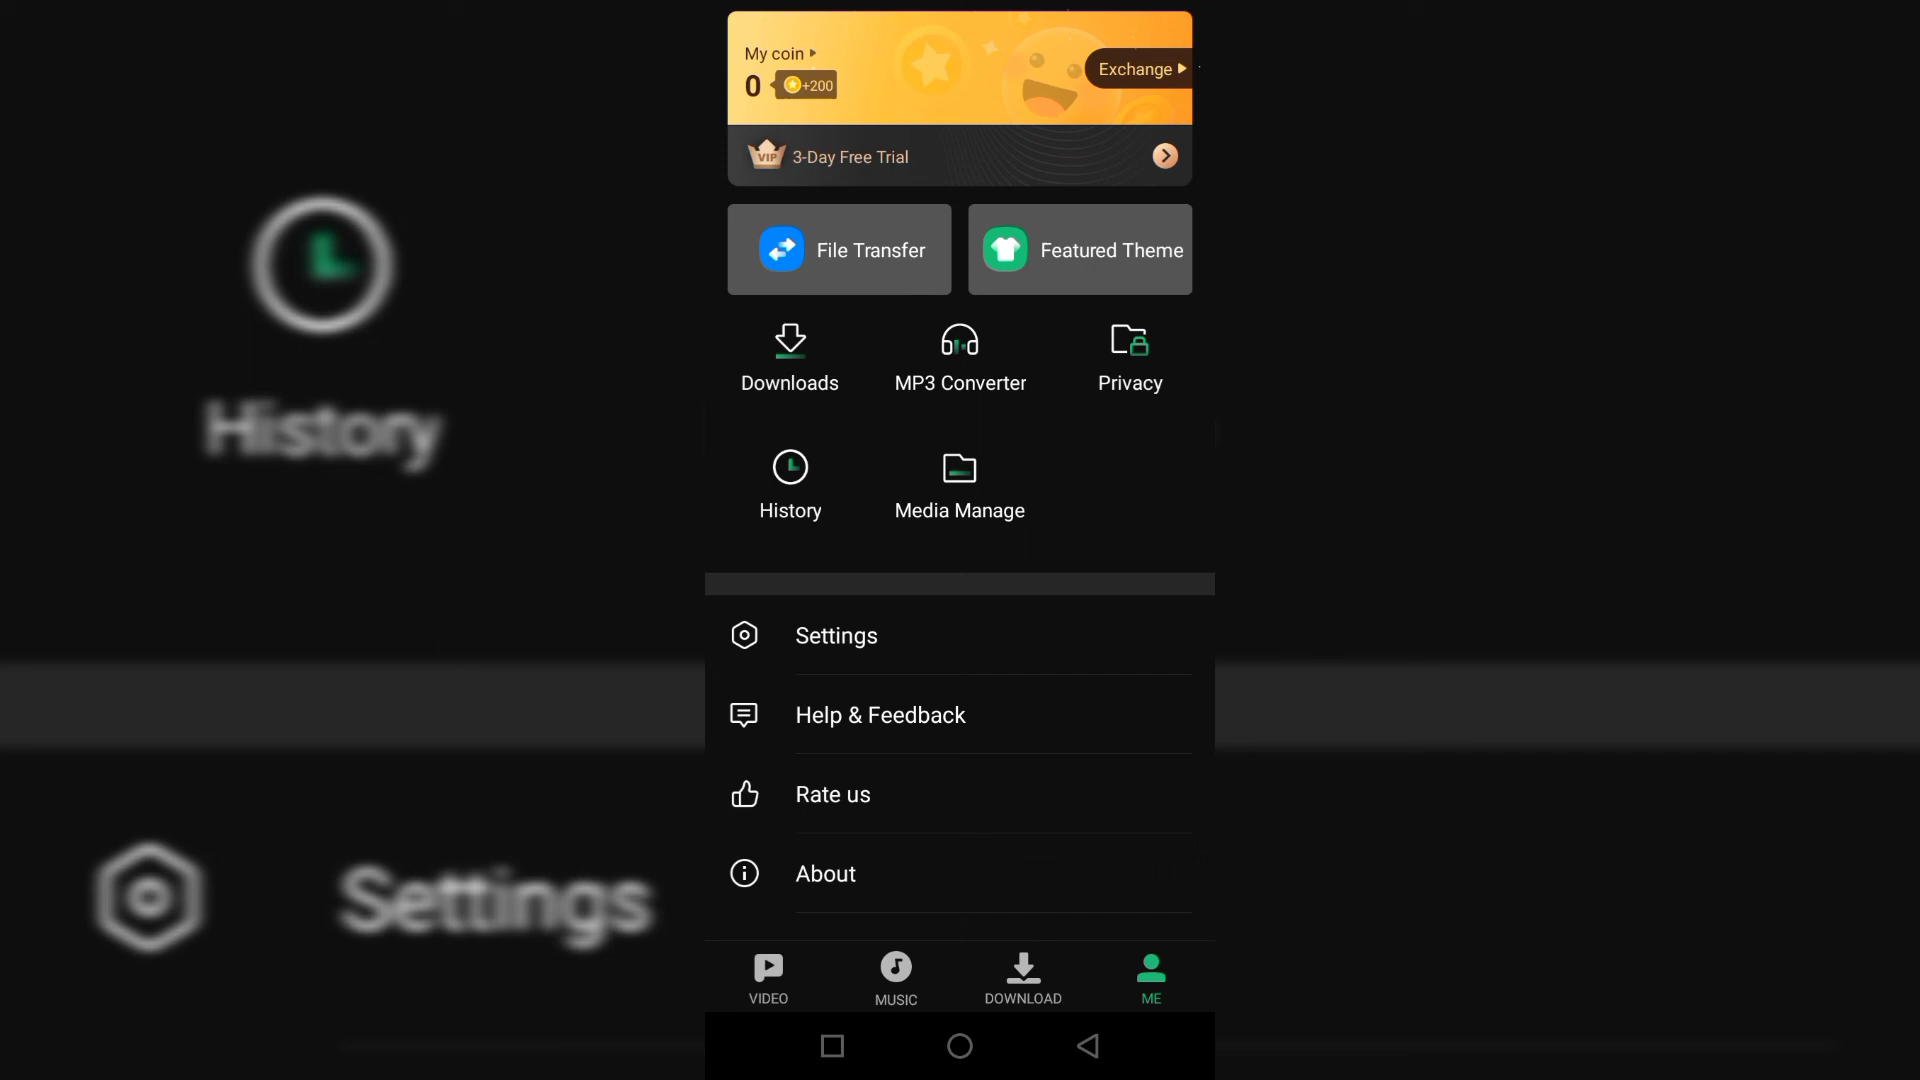 My coin
0 +200
Exchange
VIP 3-Day Free Trial
File Transfer
Featured Theme
Downloads
MP3 Converter
Privacy
History
Media Manage
Settings
Help & Feedback
Rate us
About
VIDEO
MUSIC
DOWNLOAD
ME
History
Settings